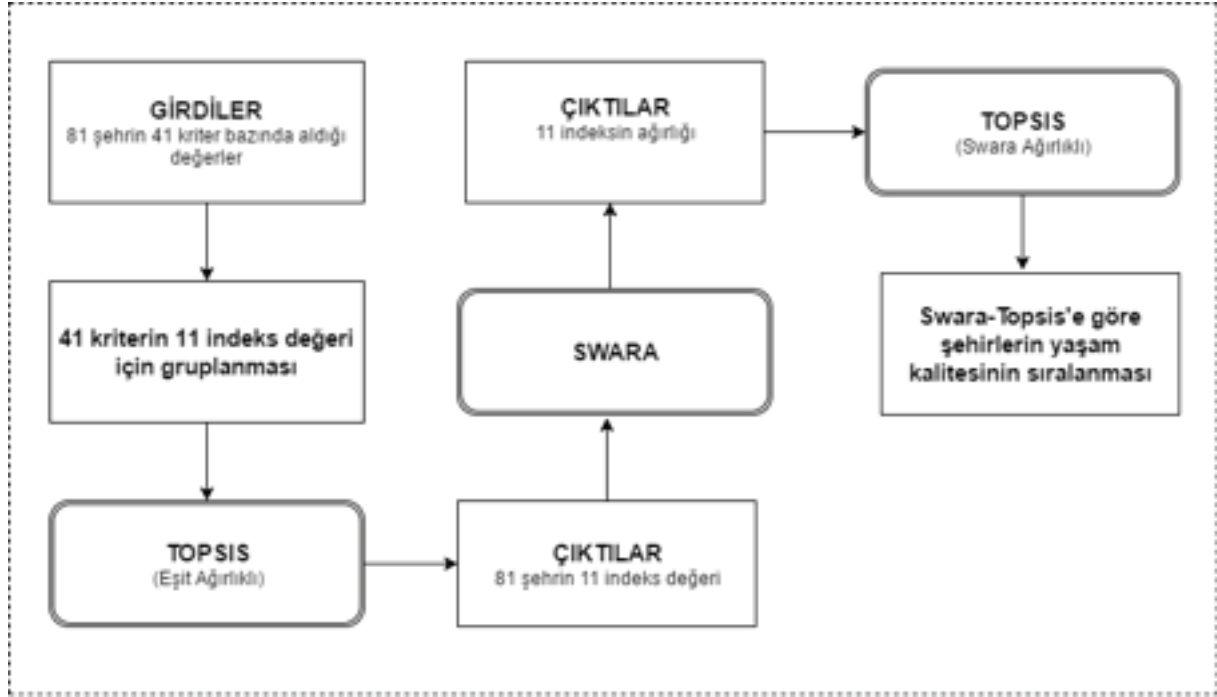 GİRDİLER
81 şehrin 41 kriter bazında aldığı
değerler
41 kriterin 11 indeks değeri
için gruplanması
TOPSIS
(Eşit Ağırlıklı)
ÇIKTILAR
81 şehrin 11 indeks değeri
SWARA
ÇIKTILAR
11 indeksin ağırlığı
TOPSIS
(Swara Ağırlıklı)
Swara-Topsis'e göre
şehirlerin yaşam
kalitesinin sıralanması